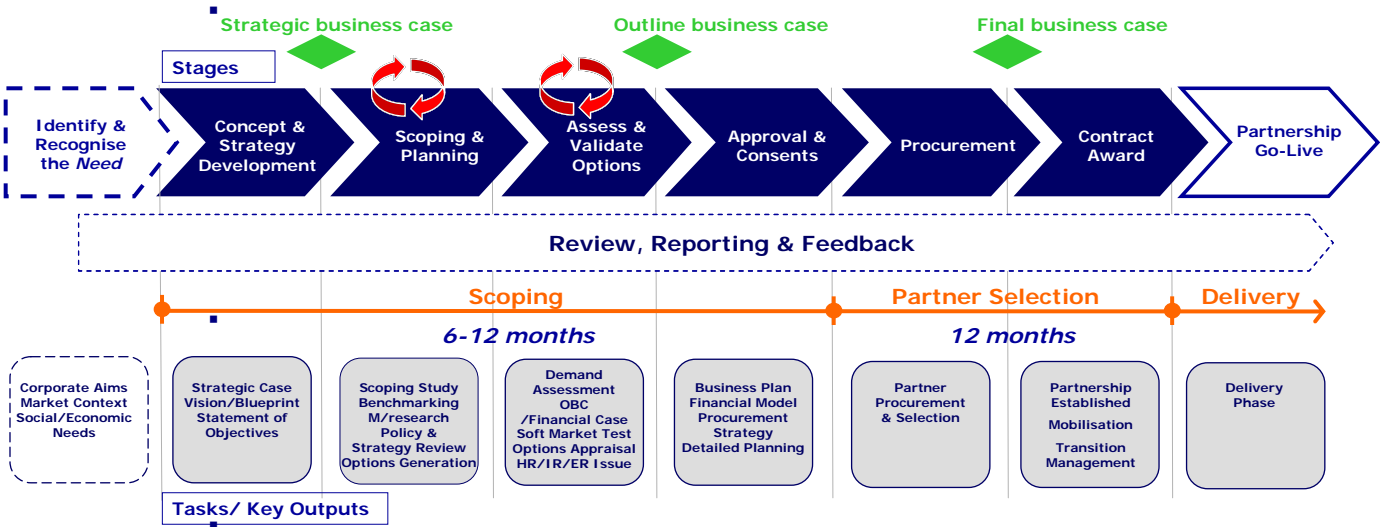 Strategic business case
Outline business case
Final business case
Stages
Identify &
Recognise
the Need
Concept &
Strategy
Development
Scoping &
Planning
Assess &
Validate
Options
Approval &
Consents
Procurement
Contract
Award
Partnership
Go-Live
Review, Reporting & Feedback
Scoping
Partner Selection
Delivery
6-12 months
12 months
Corporate Aims
Market Context
Social/Economic
Needs
Strategic Case
Vision/Blueprint
Statement of
Objectives
Scoping Study
Benchmarking
M/research
Policy &
Strategy Review
Options Generation
Demand
Assessment
OBC
/Financial Case
Soft Market Test
Options Appraisal
HR/IR/ER Issue
Business Plan
Financial Model
Procurement
Strategy
Detailed Planning
Partner
Procurement
& Selection
Partnership
Established
Mobilisation
Transition
Management
Delivery
Phase
Tasks/ Key Outputs